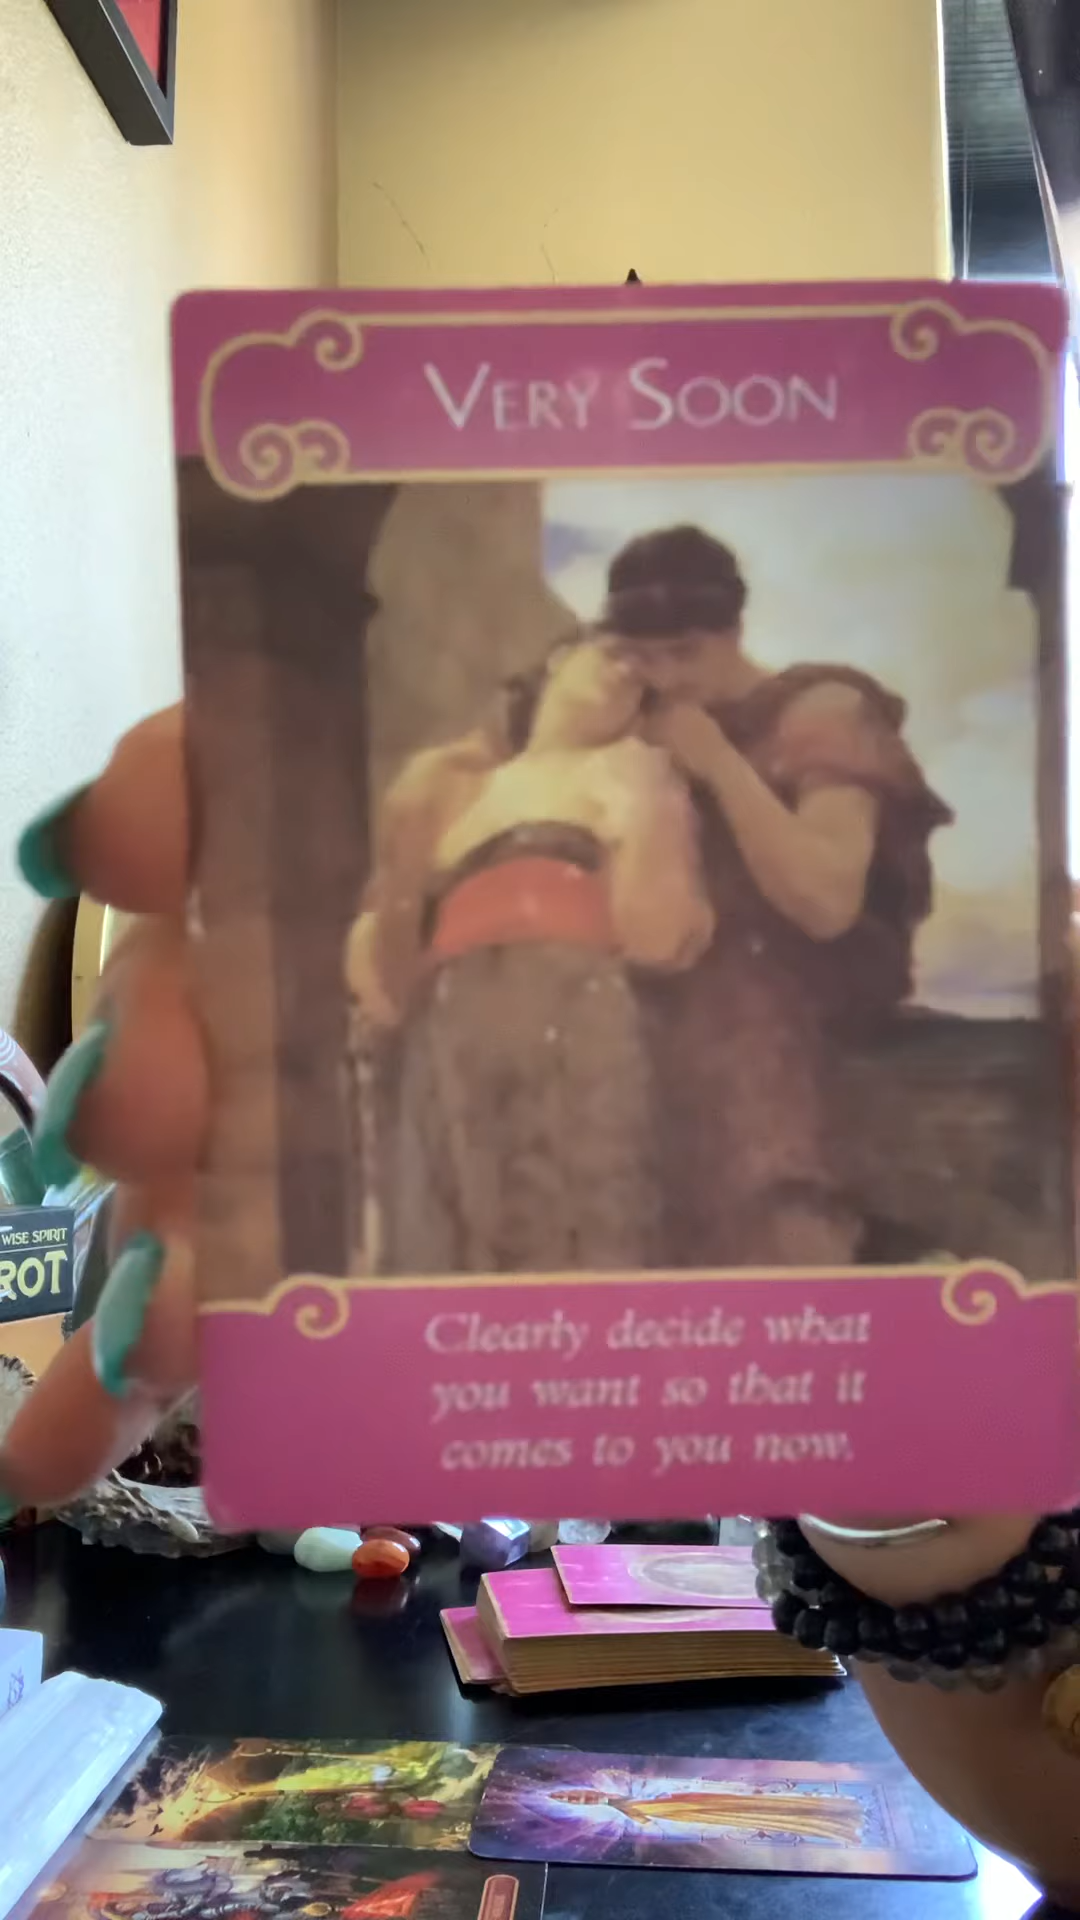 VERY SOON
WISE SPIRIT
ROT
Clearly decide what
you want so that it
comes to you now.